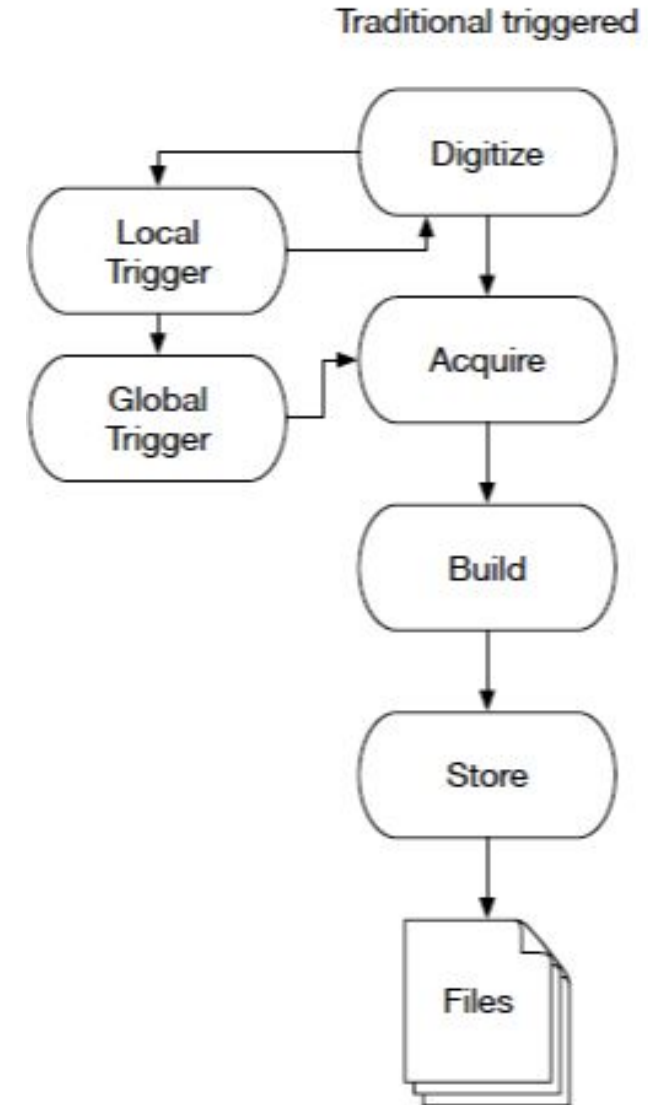 Traditional triggered
Digitize
Local
Trigger
Acquire
Global
Trigger
Build
Store
Files